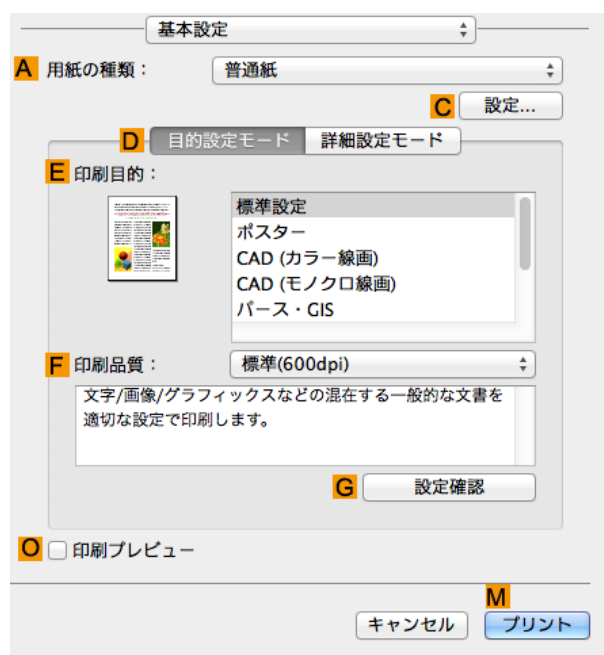 基本設定
A 用紙の種類： 普通紙
C 設定...
D 目的設定モード 詳細設定モード
E 印刷目的：
標準設定
ポスター
CAD (カラー線画)
CAD (モノクロ線画)
パース・GIS
F 印刷品質： 標準(600dpi)
文字/画像/グラフィックスなどの混在する一般的な文書を
適切な設定で印刷します。
G 設定確認
O 印刷プレビュー
M
キャンセル プリント